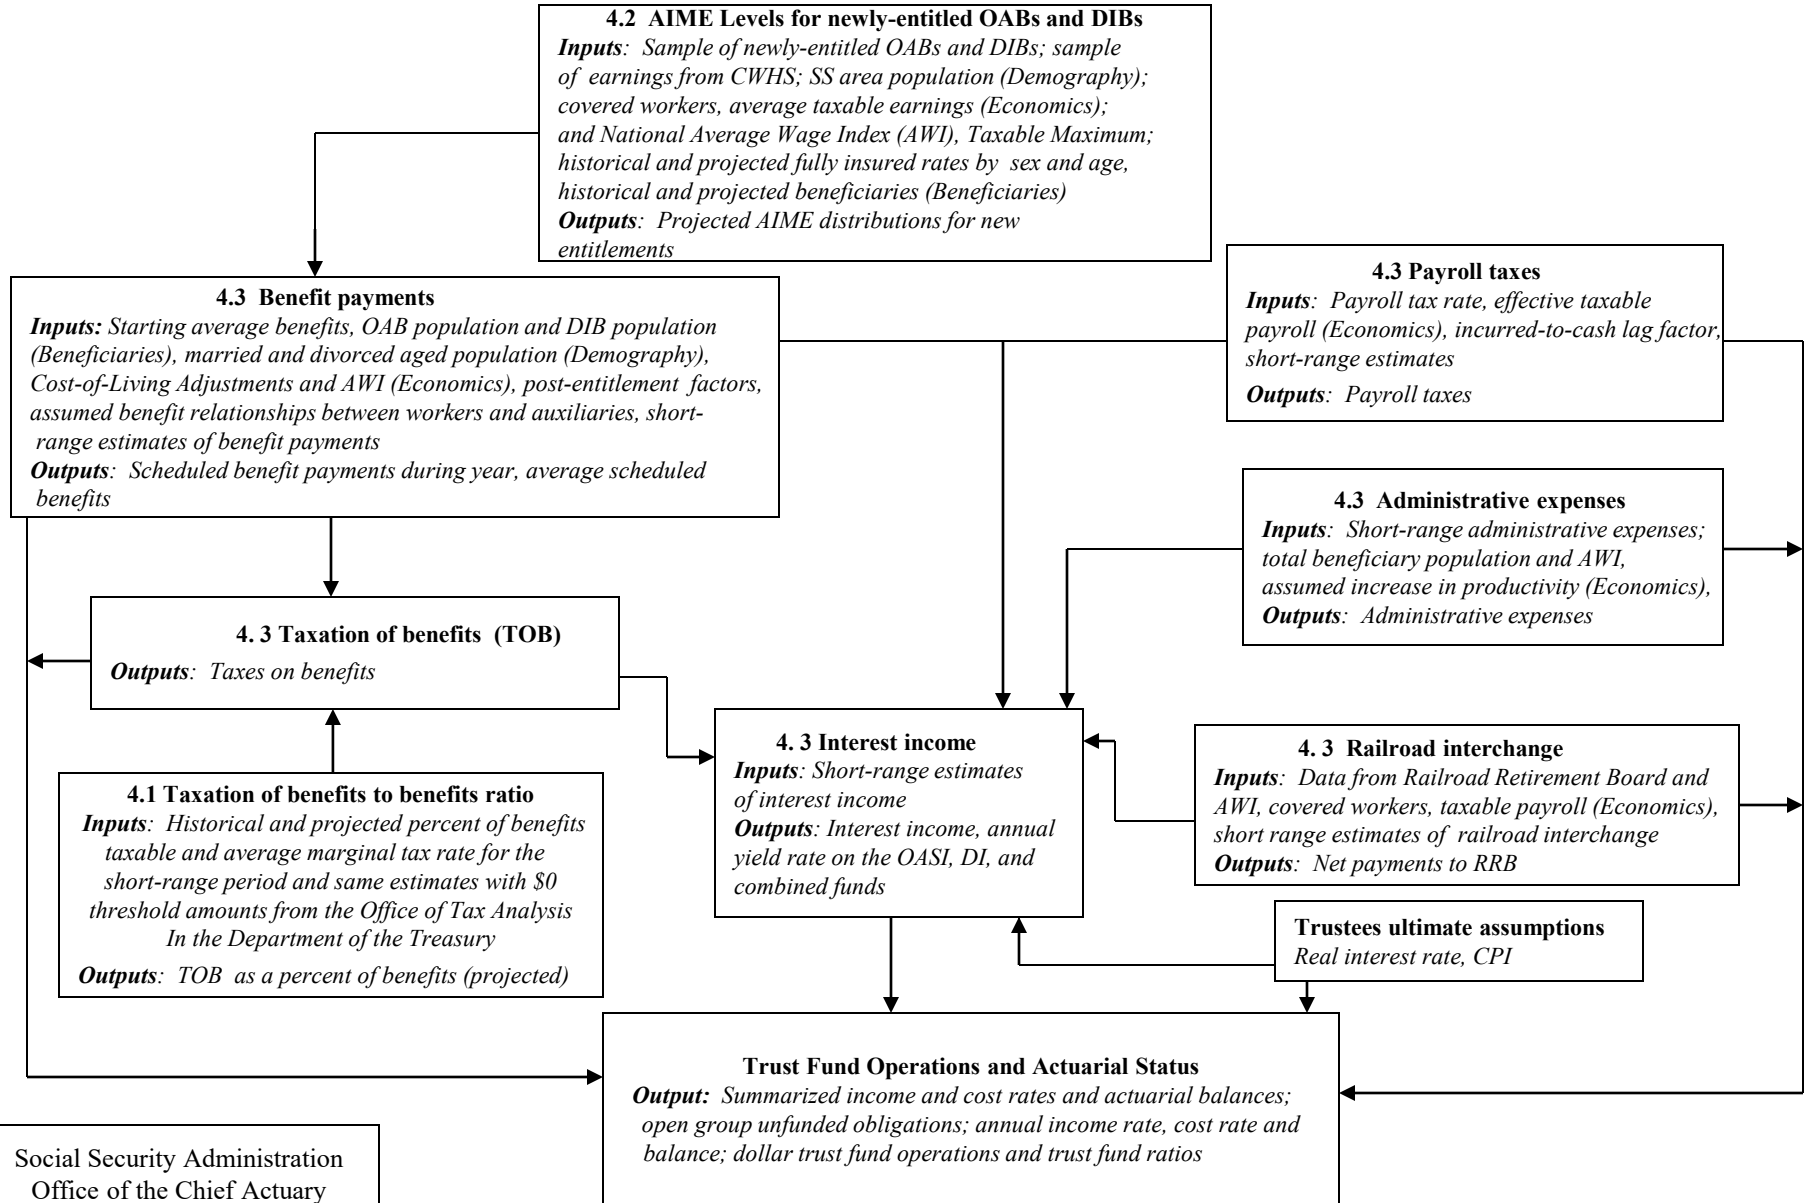 4.2 AIME Levels for newly-entitled OABs and DIBs
Inputs: Sample of newly-entitled OABs and DIBs; sample
of earnings from CWHS; SS area population (Demography);
covered workers, average taxable earnings (Economics);
and National Average Wage Index (AWI), Taxable Maximum;
historical and projected fully insured rates by sex and age,
historical and projected beneficiaries (Beneficiaries)
Outputs: Projected AIME distributions for new
entitlements
4.3 Benefit payments
Inputs: Starting average benefits, OAB population and DIB population
(Beneficiaries), married and divorced aged population (Demography),
Cost-of-Living Adjustments and AWI (Economics), post-entitlement factors,
assumed benefit relationships between workers and auxiliaries, short-
range estimates of benefit payments
Outputs: Scheduled benefit payments during year, average scheduled
benefits
4.3 Payroll taxes
Inputs: Payroll tax rate, effective taxable
payroll (Economics), incurred-to-cash lag factor,
short-range estimates
Outputs: Payroll taxes
4.3 Administrative expenses
Inputs: Short-range administrative expenses;
total beneficiary population and AWI,
assumed increase in productivity (Economics),
Outputs: Administrative expenses
4. 3 Taxation of benefits (TOB)
Outputs: Taxes on benefits
4.1 Taxation of benefits to benefits ratio
Inputs: Historical and projected percent of benefits
taxable and average marginal tax rate for the
short-range period and same estimates with $0
threshold amounts from the Office of Tax Analysis
In the Department of the Treasury
Outputs: TOB as a percent of benefits (projected)
4. 3 Interest income
Inputs: Short-range estimates
of interest income
Outputs: Interest income, annual
yield rate on the OASI, DI, and
combined funds
4. 3 Railroad interchange
Inputs: Data from Railroad Retirement Board and
AWI, covered workers, taxable payroll (Economics),
short range estimates of railroad interchange
Outputs: Net payments to RRB
Trustees ultimate assumptions
Real interest rate, CPI
Trust Fund Operations and Actuarial Status
Output: Summarized income and cost rates and actuarial balances;
open group unfunded obligations; annual income rate, cost rate and
balance; dollar trust fund operations and trust fund ratios
Social Security Administration
Office of the Chief Actuary